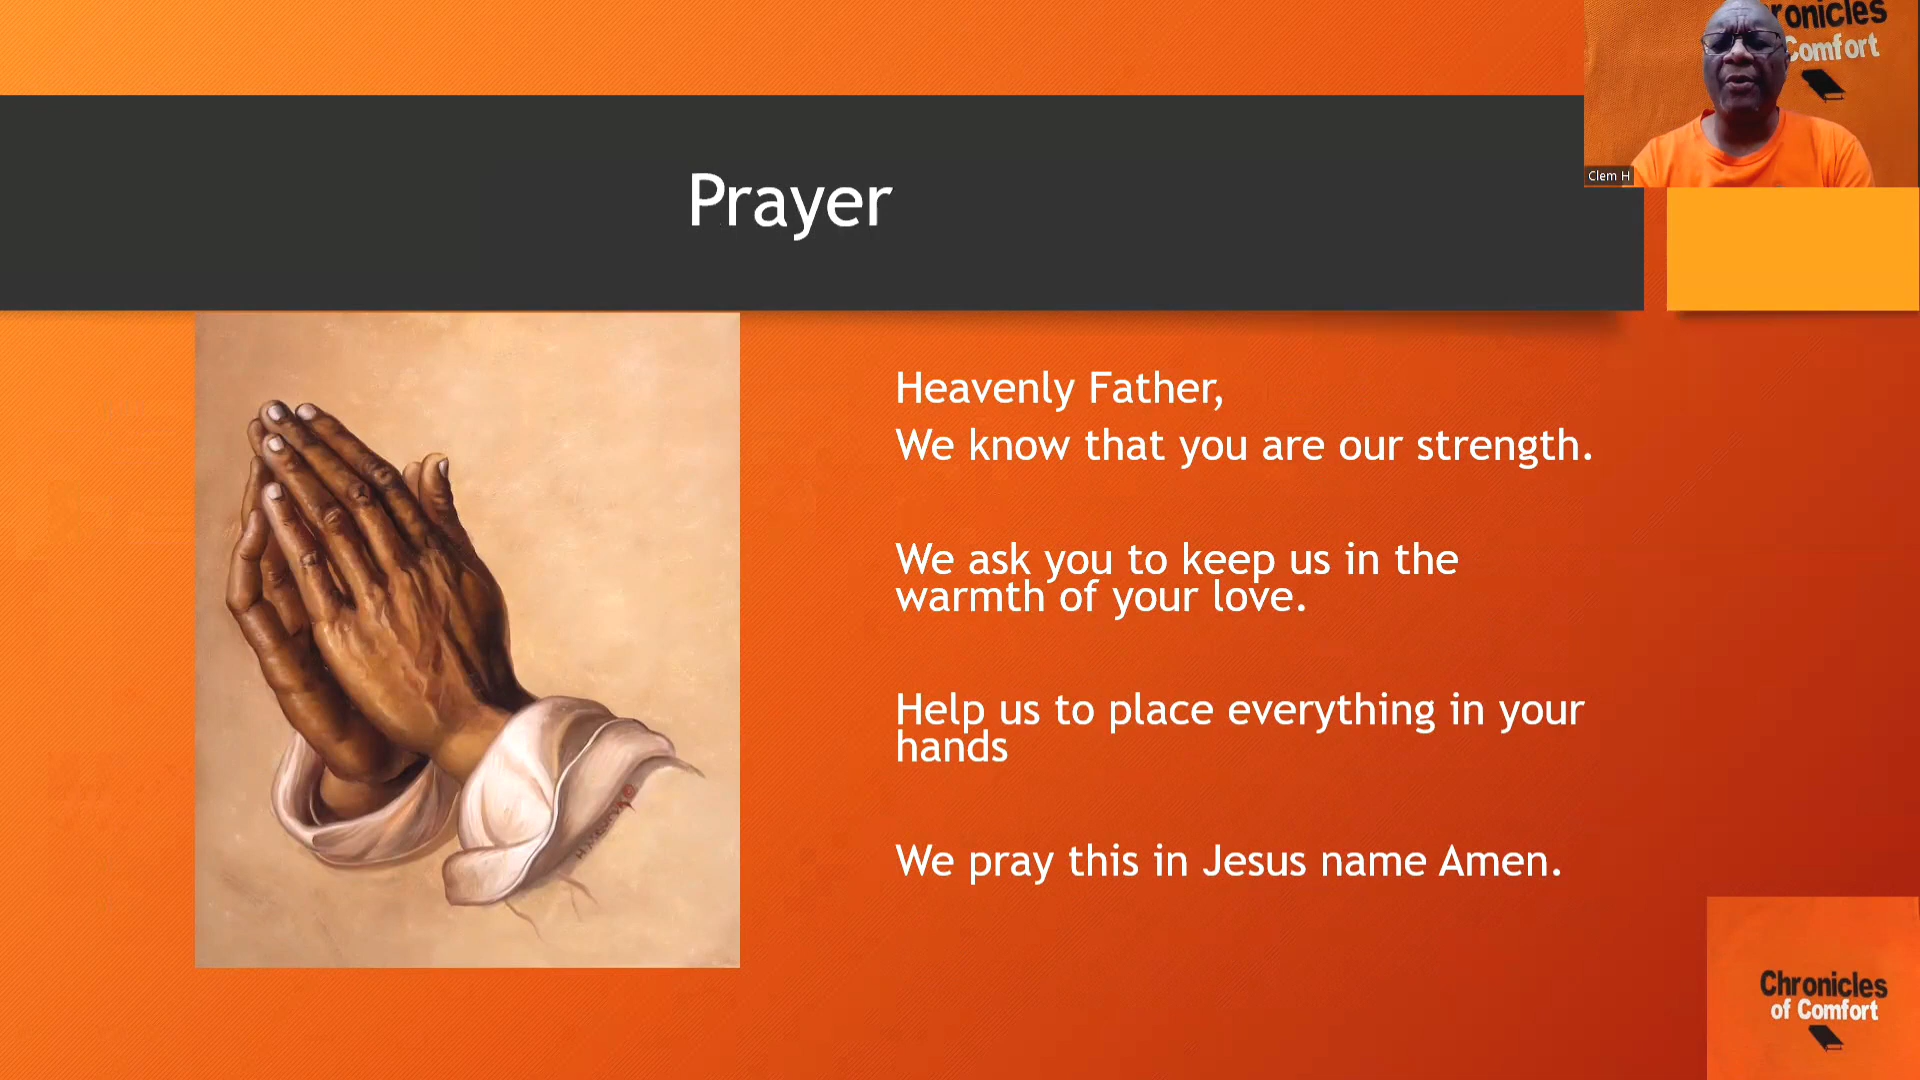 Prayer
ronicles
Comfort
Clem H
Heavenly Father,
We know that you are our strength.
We ask you to keep us in the
warmth of your love.
Help us to place everything in your
hands
We pray this in Jesus name Amen.
Chronicles
of Comfort